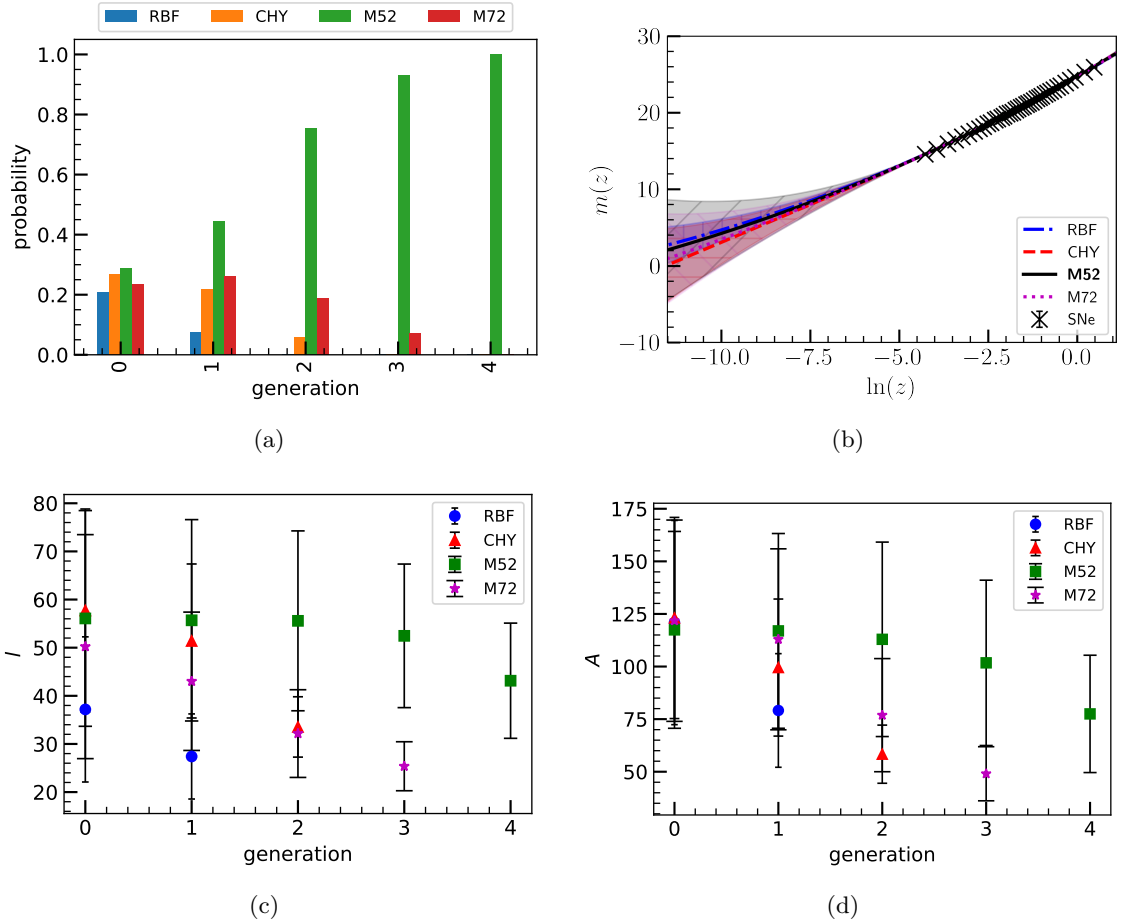 RBF CHY M52 M72
1.0
0.8
0.6
0.4
0.2
0.0
probability
0 1 2 3 4
generation
(a)
30
20
10
0
−10
m(z)
−10.0 −7.5 −5.0 −2.5 0.0
ln(z)
RBF
CHY
M52
M72
SNe
(b)
80
70
60
50
40
30
20
l
0 1 2 3 4
generation
RBF
CHY
M52
M72
(c)
175
150
125
100
75
50
A
0 1 2 3 4
generation
RBF
CHY
M52
M72
(d)